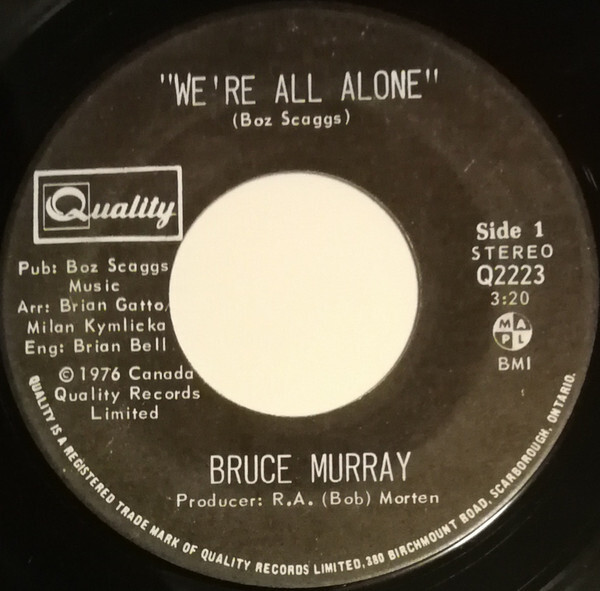 "WE'RE ALL ALONE"
(Boz Scaggs)
Quality
Pub: Boz Scaggs
Music
Arr: Brian Gatto,
Milan Kymlicka
Eng: Brian Bell
© 1976 Canada
Quality Records
Limited
Side 1
STEREO
Q2223
3:20
M A
P L
BMI
BRUCE MURRAY
Producer: R.A. (Bob) Morten
QUALITY IS A REGISTERED TRADE MARK OF QUALITY RECORDS LIMITED, 380 BIRCHMOUNT ROAD, SCARBOROUGH, ONTARIO.